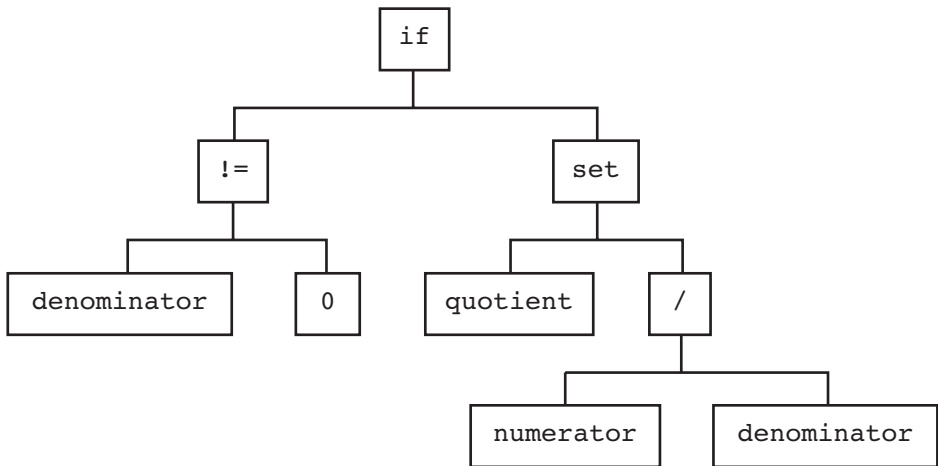 if
!= set
denominator 0 quotient /
numerator denominator